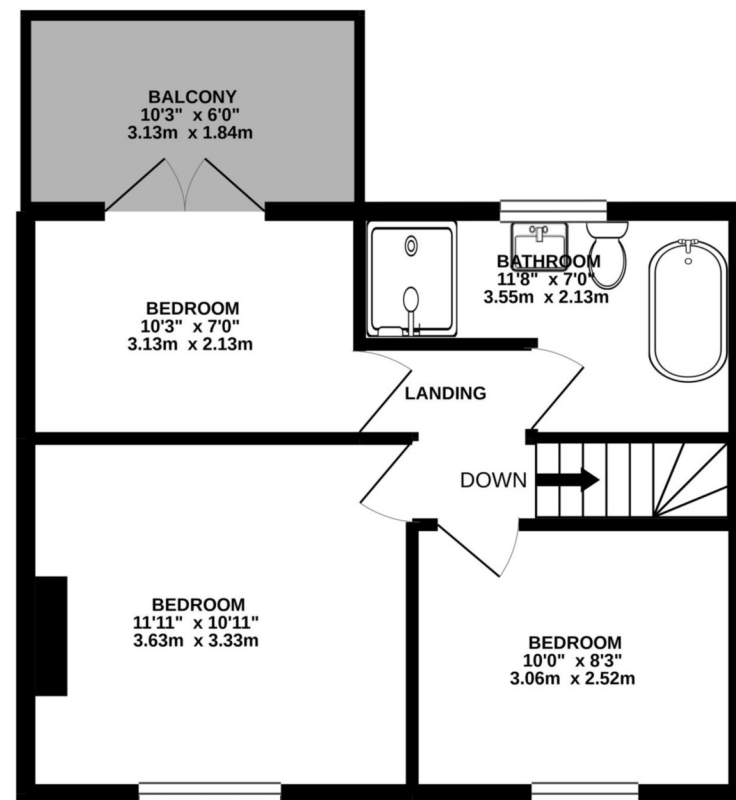 BALCONY
10'3" x 6'0"
3.13m x 1.84m
BATHROOM
11'8" x 7'0"
3.55m x 2.13m
BEDROOM
10'3" x 7'0"
3.13m x 2.13m
LANDING
DOWN
BEDROOM
11'11" x 10'11"
3.63m x 3.33m
BEDROOM
10'0" x 8'3"
3.06m x 2.52m